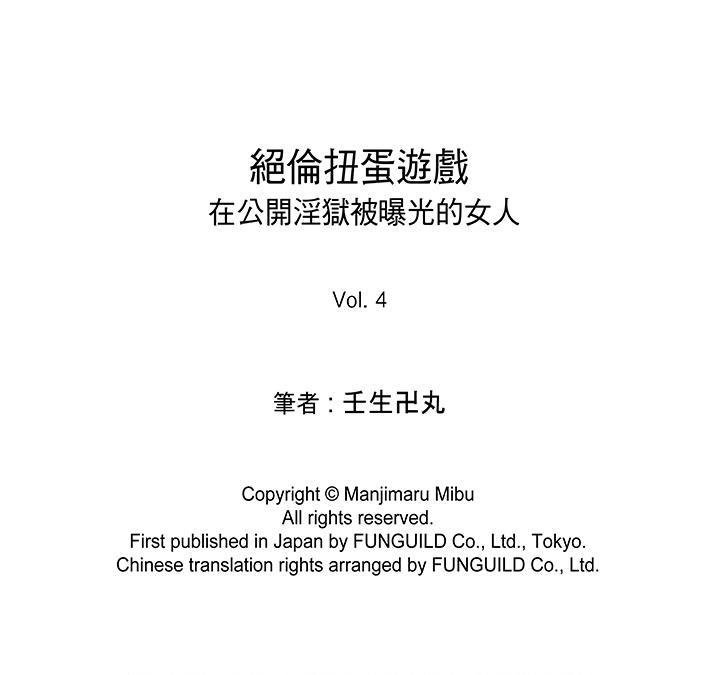 絕倫扭蛋遊戲
在公開淫獄被曝光的女人
Vol. 4
筆者：壬生卍丸
Copyright © Manjimaru Mibu
All rights reserved.
First published in Japan by FUNGUILD Co., Ltd., Tokyo.
Chinese translation rights arranged by FUNGUILD Co., Ltd.